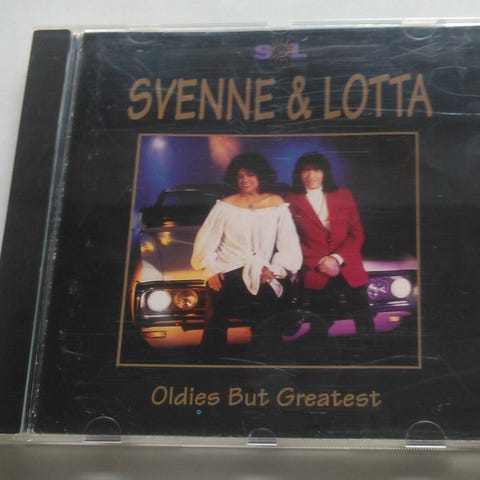 SOL
SVENNE & LOTTA
Oldies But Greatest